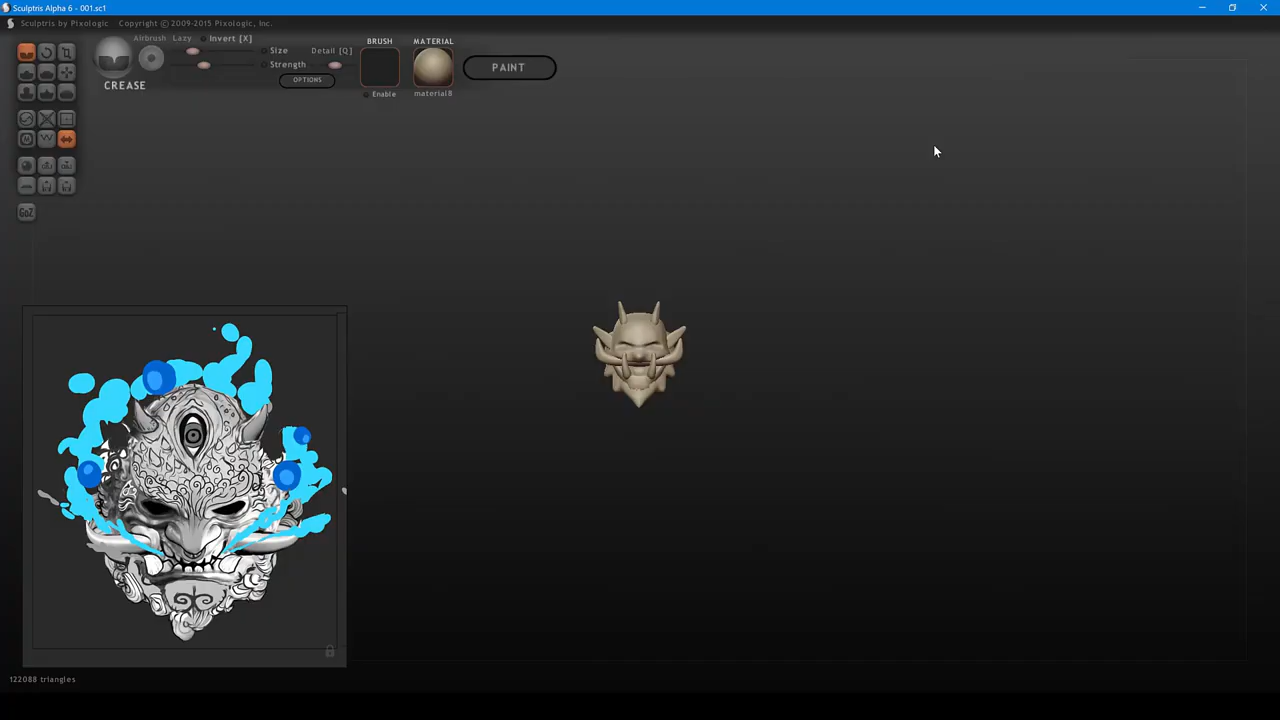 Sculptris Alpha 6 - 001.sc1
Sculptris by Pixologic Copyright © 2009-2015 Pixologic, Inc.
Airbrush Lazy Invert [X]
Size Detail [Q]
Strength
OPTIONS
CREASE
BRUSH
Enable
MATERIAL
material8
PAINT
GoZ
122088 triangles